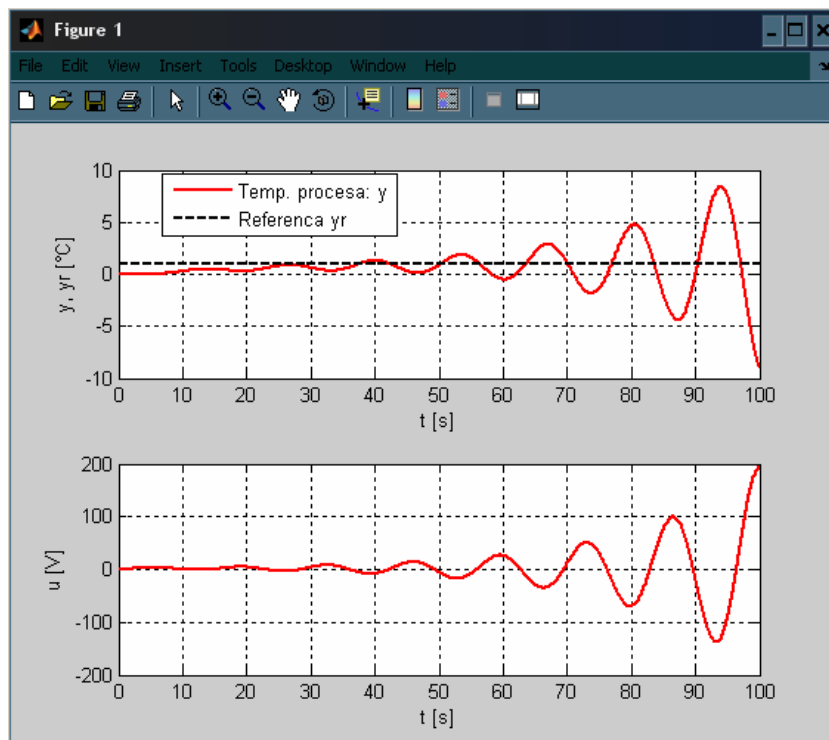 Figure 1
File Edit View Insert Tools Desktop Window Help
10
5
0
-5
-10
y, yr [°C]
Temp. procesa: y
Referenca yr
0 10 20 30 40 50 60 70 80 90 100
t [s]
200
100
0
-100
-200
u [V]
0 10 20 30 40 50 60 70 80 90 100
t [s]